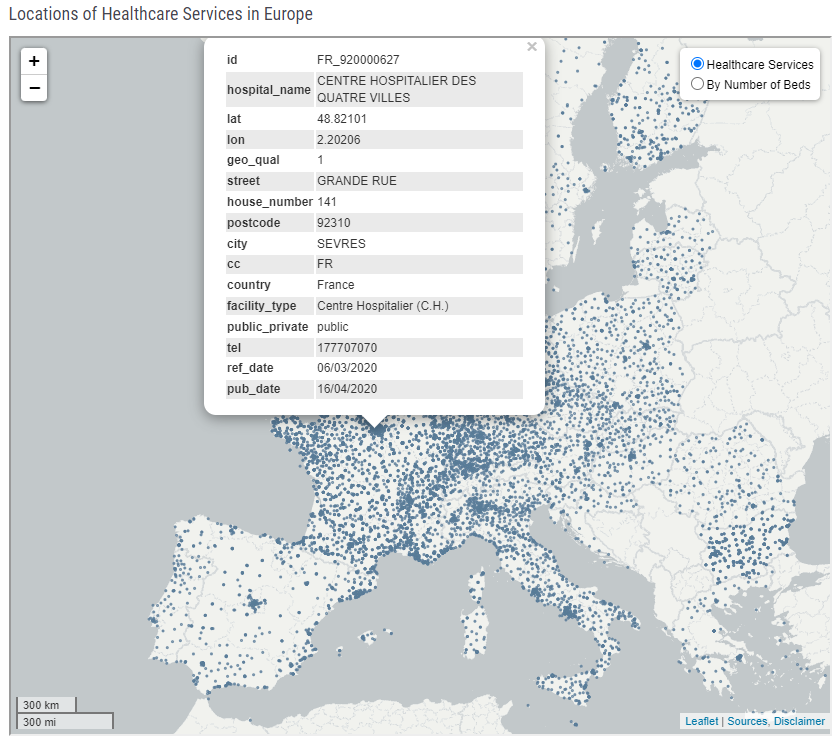 Locations of Healthcare Services in Europe
+
−
×
id FR_920000627
hospital_name CENTRE HOSPITALIER DES
QUATRE VILLES
lat 48.82101
lon 2.20206
geo_qual 1
street GRANDE RUE
house_number 141
postcode 92310
city SEVRES
cc FR
country France
facility_type Centre Hospitalier (C.H.)
public_private public
tel 177707070
ref_date 06/03/2020
pub_date 16/04/2020
Healthcare Services
By Number of Beds
300 km
300 mi
Leaflet | Sources, Disclaimer